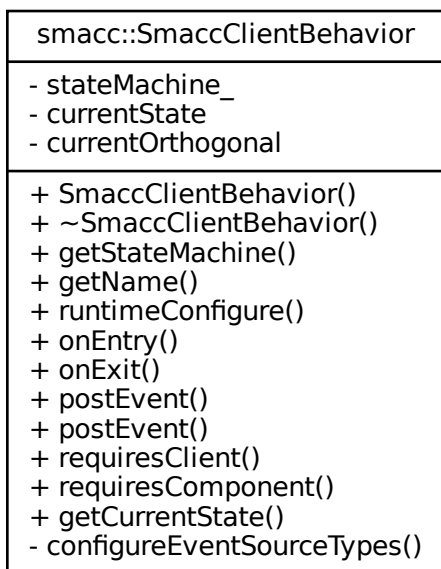 smacc::SmaccClientBehavior
- stateMachine_
- currentState
- currentOrthogonal
+ SmaccClientBehavior()
+ ~SmaccClientBehavior()
+ getStateMachine()
+ getName()
+ runtimeConfigure()
+ onEntry()
+ onExit()
+ postEvent()
+ postEvent()
+ requiresClient()
+ requiresComponent()
+ getCurrentState()
- configureEventSourceTypes()